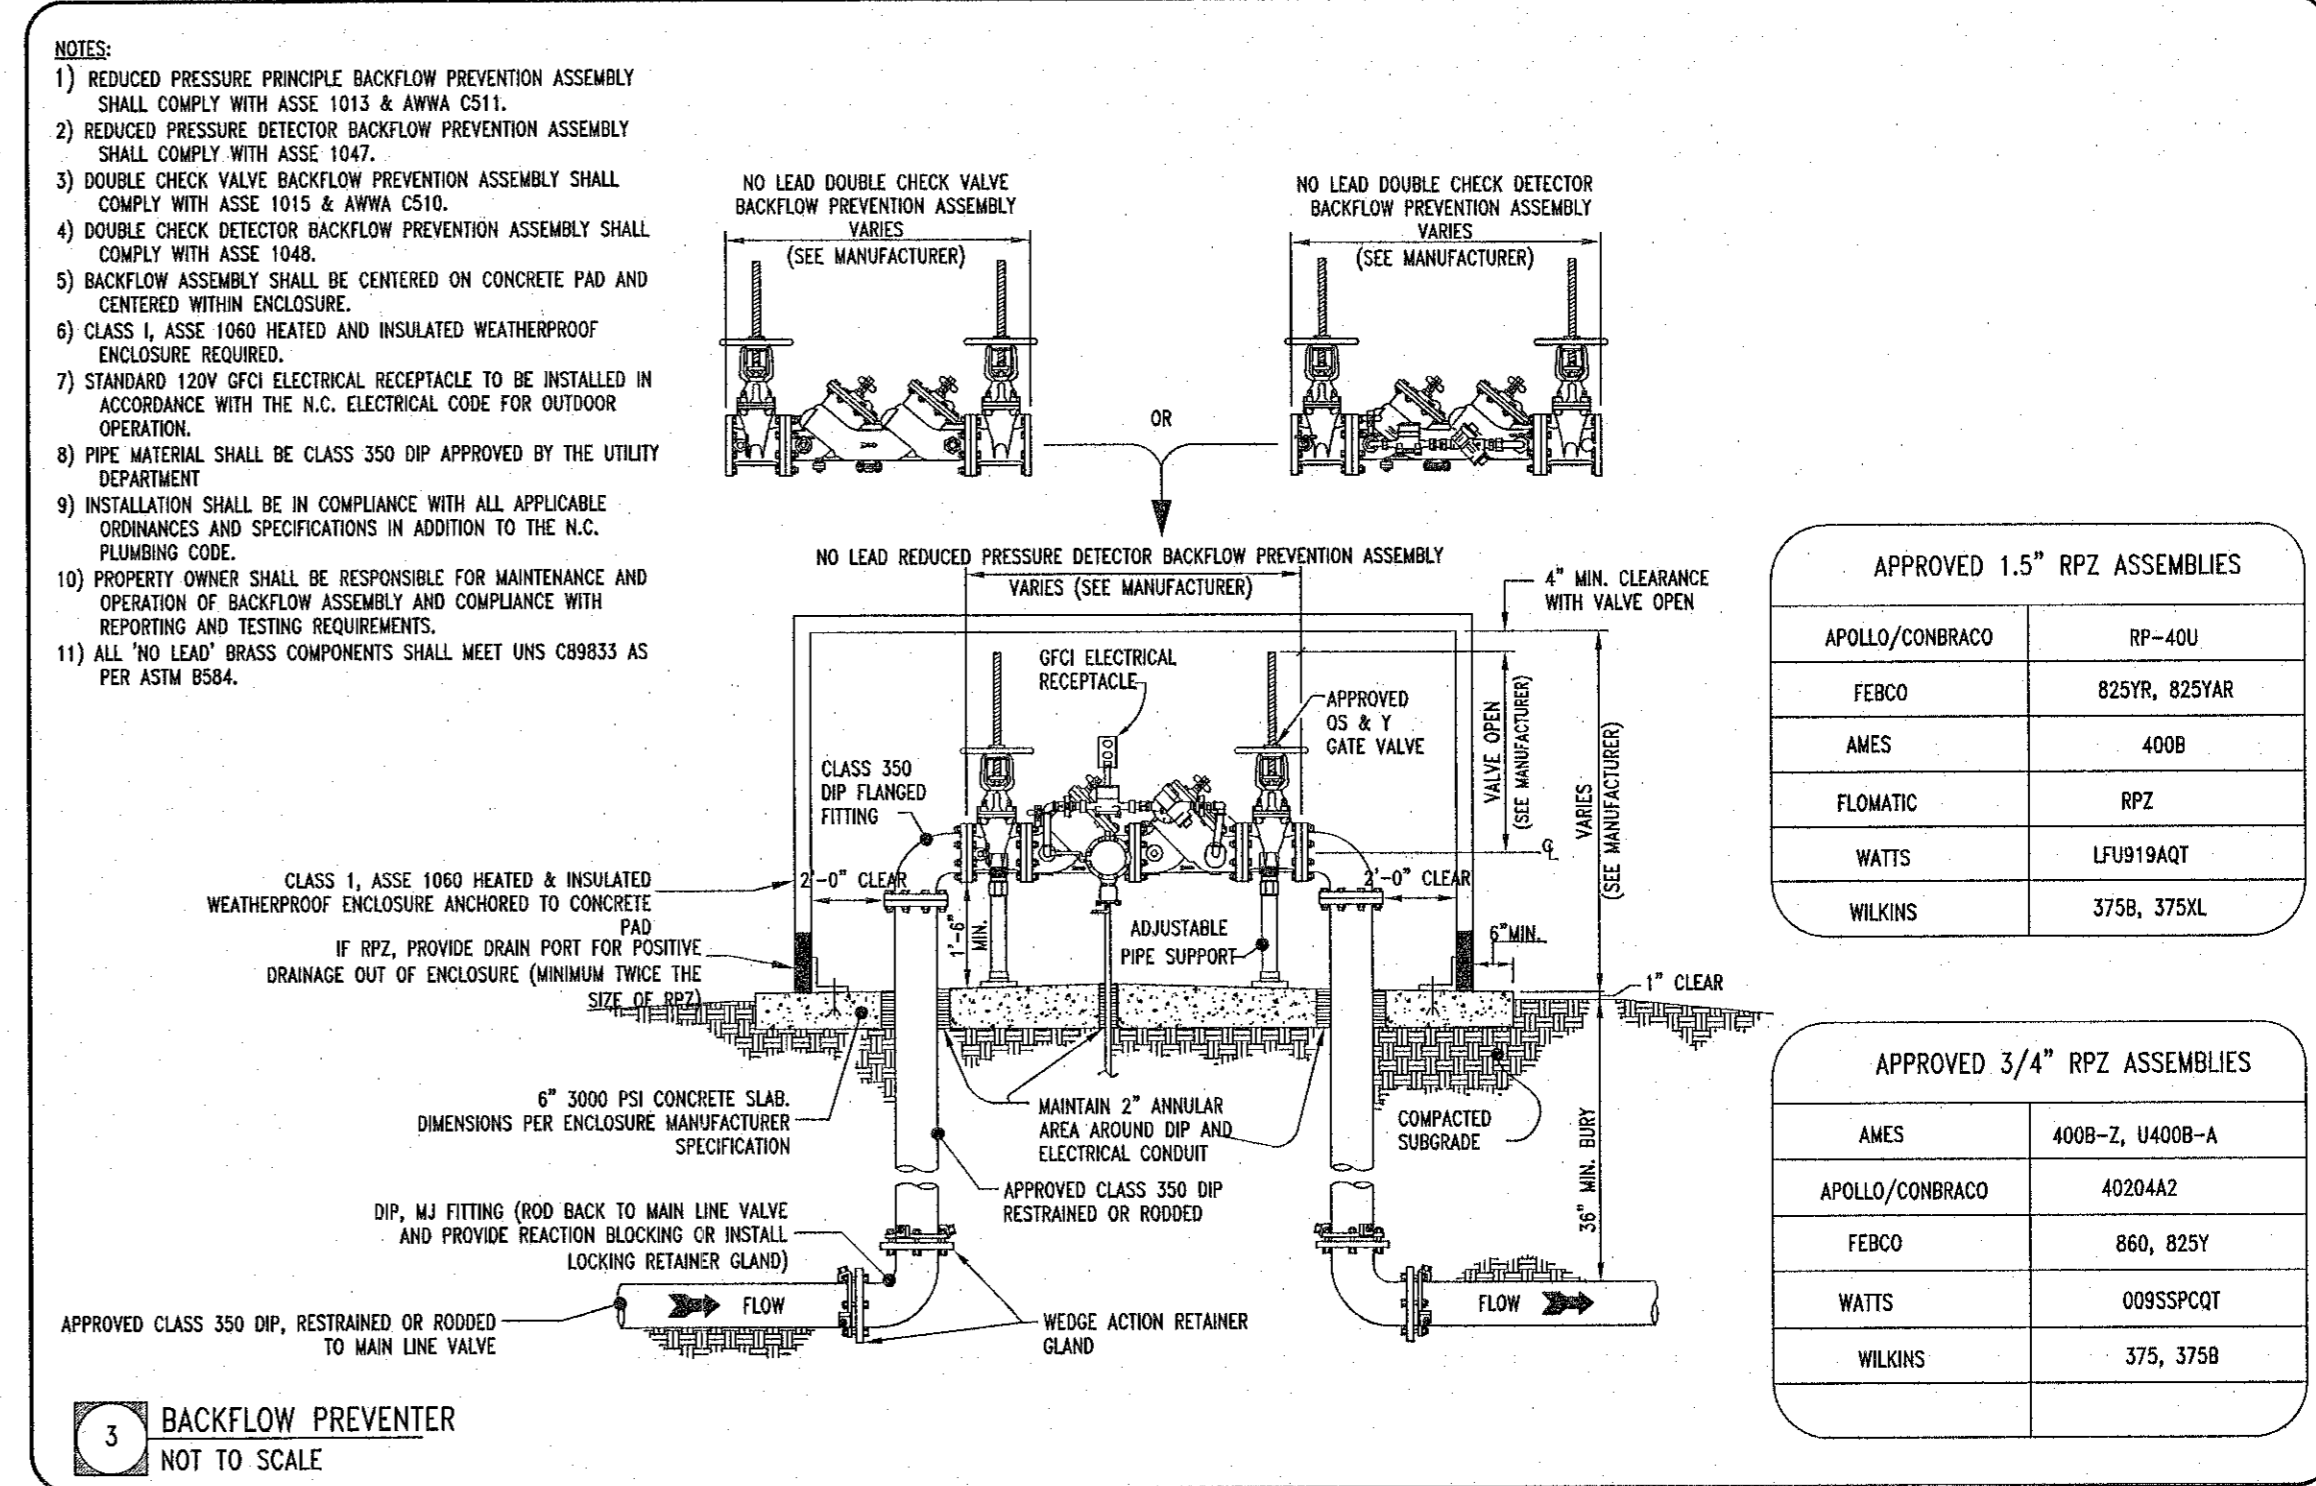 NOTES:
1) REDUCED PRESSURE PRINCIPLE BACKFLOW PREVENTION ASSEMBLY
SHALL COMPLY WITH ASSE 1013 & AWWA C511.
2) REDUCED PRESSURE DETECTOR BACKFLOW PREVENTION ASSEMBLY
SHALL COMPLY WITH ASSE 1047.
3) DOUBLE CHECK VALVE BACKFLOW PREVENTION ASSEMBLY SHALL
COMPLY WITH ASSE 1015 & AWWA C510.
4) DOUBLE CHECK DETECTOR BACKFLOW PREVENTION ASSEMBLY SHALL
COMPLY WITH ASSE 1048.
5) BACKFLOW ASSEMBLY SHALL BE CENTERED ON CONCRETE PAD AND
CENTERED WITHIN ENCLOSURE.
6) CLASS I, ASSE 1060 HEATED AND INSULATED WEATHERPROOF
ENCLOSURE REQUIRED.
7) STANDARD 120V GFCI ELECTRICAL RECEPTACLE TO BE INSTALLED IN
ACCORDANCE WITH THE N.C. ELECTRICAL CODE FOR OUTDOOR
OPERATION.
8) PIPE MATERIAL SHALL BE CLASS 350 DIP APPROVED BY THE UTILITY
DEPARTMENT
9) INSTALLATION SHALL BE IN COMPLIANCE WITH ALL APPLICABLE
ORDINANCES AND SPECIFICATIONS IN ADDITION TO THE N.C.
PLUMBING CODE.
10) PROPERTY OWNER SHALL BE RESPONSIBLE FOR MAINTENANCE AND
OPERATION OF BACKFLOW ASSEMBLY AND COMPLIANCE WITH
REPORTING AND TESTING REQUIREMENTS.
11) ALL 'NO LEAD' BRASS COMPONENTS SHALL MEET UNS C89833 AS
PER ASTM B584.
NO LEAD DOUBLE CHECK VALVE
BACKFLOW PREVENTION ASSEMBLY
VARIES
(SEE MANUFACTURER)
NO LEAD DOUBLE CHECK DETECTOR
BACKFLOW PREVENTION ASSEMBLY
VARIES
(SEE MANUFACTURER)
OR
NO LEAD REDUCED PRESSURE DETECTOR BACKFLOW PREVENTION ASSEMBLY
VARIES (SEE MANUFACTURER)
4" MIN. CLEARANCE
WITH VALVE OPEN
GFCI ELECTRICAL
RECEPTACLE
APPROVED
OS & Y
GATE VALVE
VALVE OPEN
(SEE MANUFACTURER)
VARIES
(SEE MANUFACTURER)
CLASS 350
DIP FLANGED
FITTING
CLASS 1, ASSE 1060 HEATED & INSULATED
WEATHERPROOF ENCLOSURE ANCHORED TO CONCRETE
PAD
2'-0" CLEAR
2'-0" CLEAR
IF RPZ, PROVIDE DRAIN PORT FOR POSITIVE
DRAINAGE OUT OF ENCLOSURE (MINIMUM TWICE THE
SIZE OF RPZ)
1'-6"
MIN.
ADJUSTABLE
PIPE SUPPORT
6"MIN.
1" CLEAR
6" 3000 PSI CONCRETE SLAB.
DIMENSIONS PER ENCLOSURE MANUFACTURER
SPECIFICATION
MAINTAIN 2" ANNULAR
AREA AROUND DIP AND
ELECTRICAL CONDUIT
COMPACTED
SUBGRADE
36" MIN. BURY
APPROVED CLASS 350 DIP
RESTRAINED OR RODDED
DIP, MJ FITTING (ROD BACK TO MAIN LINE VALVE
AND PROVIDE REACTION BLOCKING OR INSTALL
LOCKING RETAINER GLAND)
FLOW
FLOW
APPROVED CLASS 350 DIP, RESTRAINED OR RODDED
TO MAIN LINE VALVE
WEDGE ACTION RETAINER
GLAND
3
BACKFLOW PREVENTER
NOT TO SCALE
APPROVED 1.5" RPZ ASSEMBLIES
APOLLO/CONBRACO RP-40U
FEBCO 825YR, 825YAR
AMES 400B
FLOMATIC RPZ
WATTS LFU919AQT
WILKINS 375B, 375XL
APPROVED 3/4" RPZ ASSEMBLIES
AMES 400B-Z, U400B-A
APOLLO/CONBRACO 40204A2
FEBCO 860, 825Y
WATTS 009SSPCQT
WILKINS 375, 375B